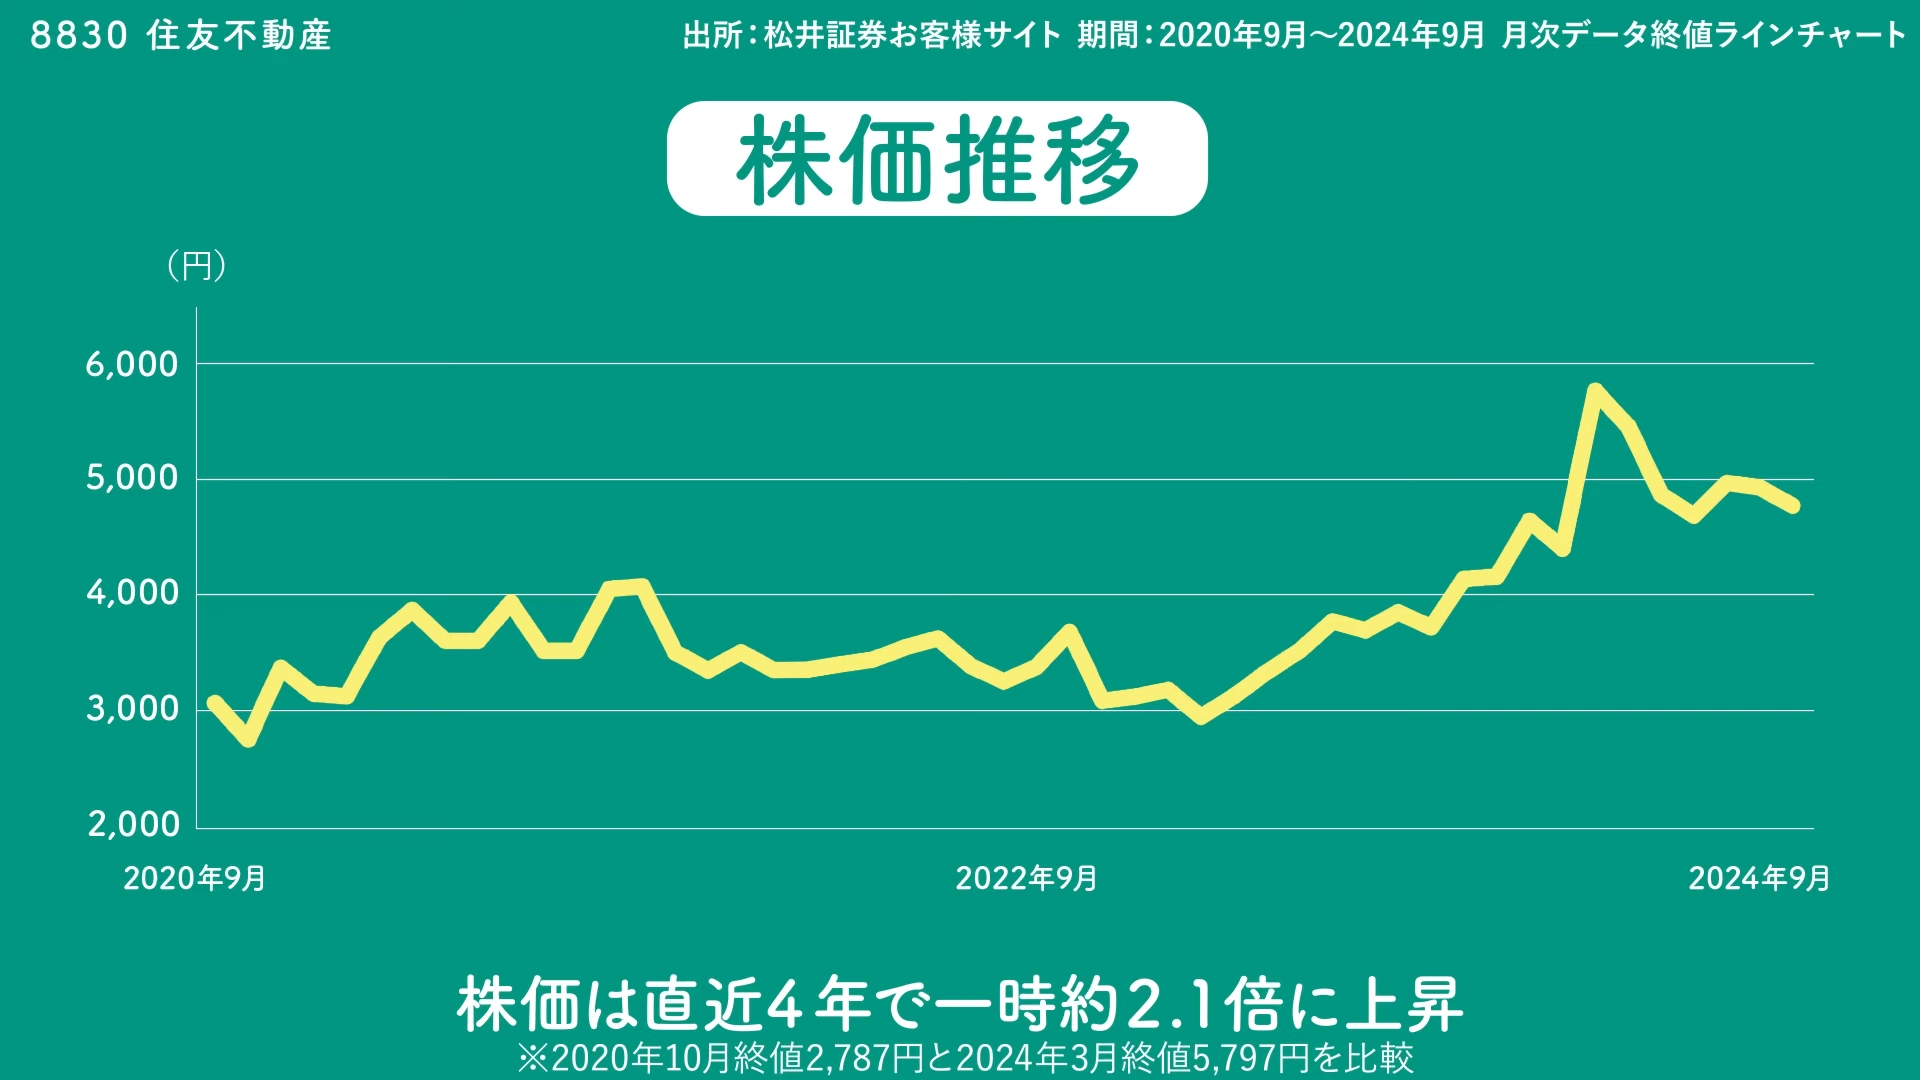 8830 住友不動産
出所：松井証券お客様サイト 期間：2020年9月～2024年9月 月次データ終値ラインチャート
株価推移
（円）
6,000
5,000
4,000
3,000
2,000
2020年9月 2022年9月 2024年9月
株価は直近4年で一時約2.1倍に上昇
※2020年10月終値2,787円と2024年3月終値5,797円を比較